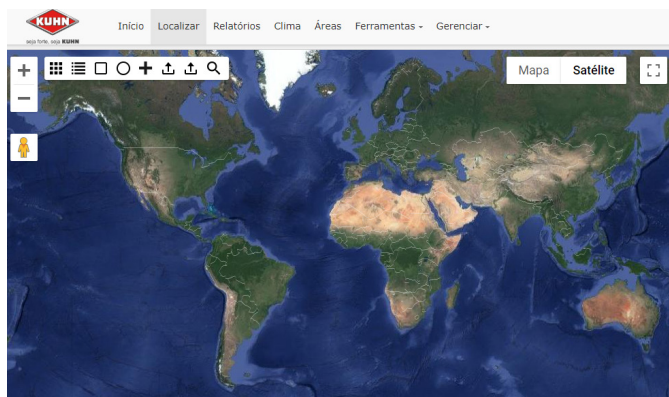 KUHN
seja forte, seja KUHN
Início Localizar Relatórios Clima Áreas Ferramentas Gerenciar
Mapa Satélite